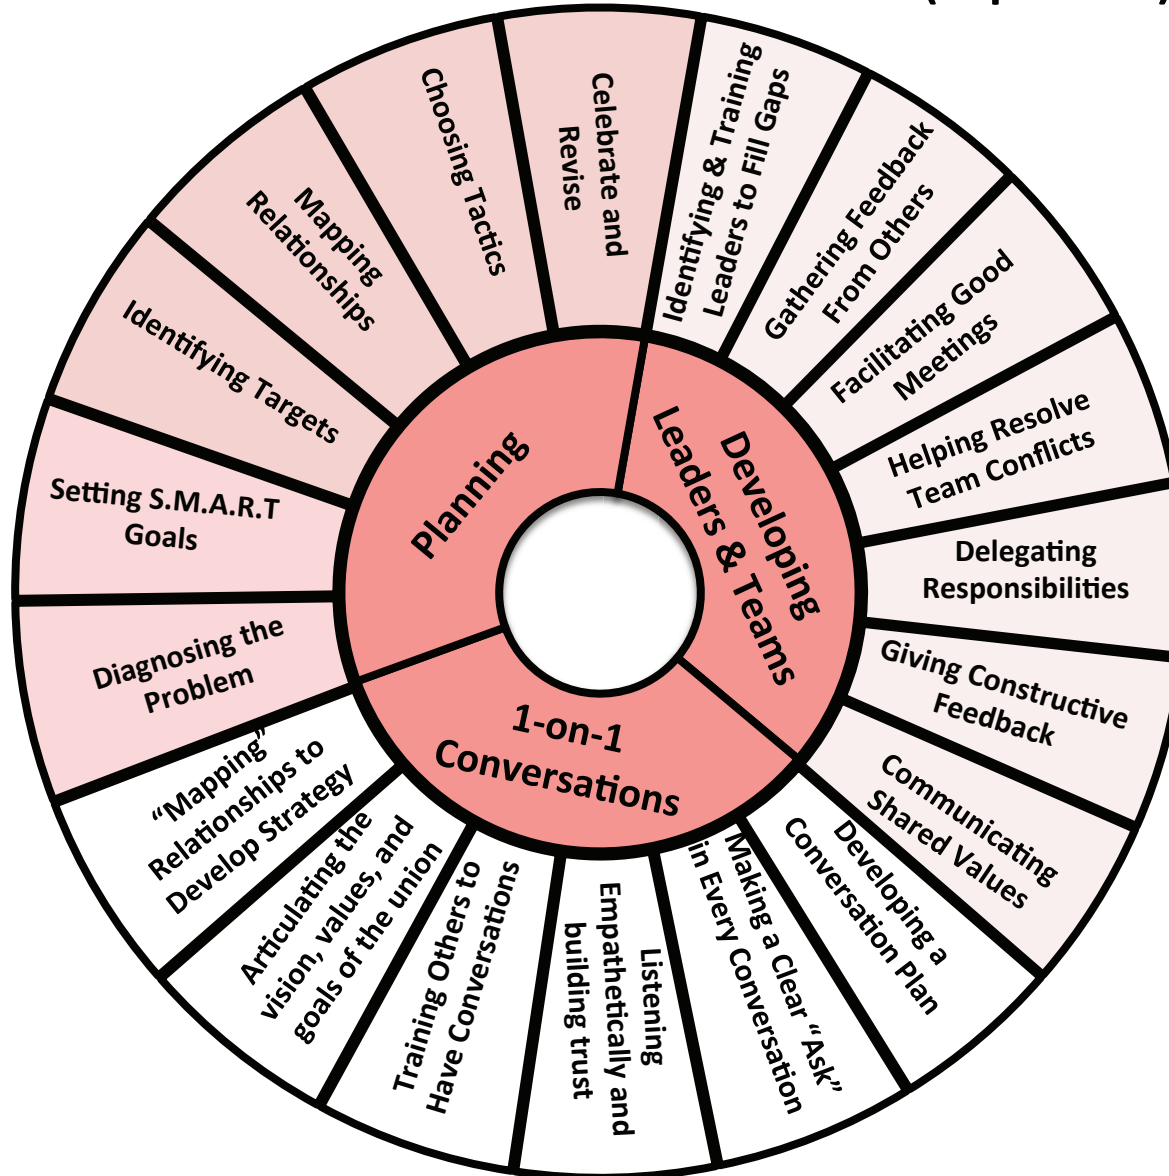 Celebrate and
Revise
Identifying & Training
Leaders to Fill Gaps
Gathering Feedback
From Others
Facilitating Good
Meetings
Helping Resolve
Team Conflicts
Delegating
Responsibilities
Giving Constructive
Feedback
Communicating
Shared Values
Developing a
Conversation Plan
Making a Clear “Ask”
in Every Conversation
Listening
Empathetically and
building trust
Training Others to
Have Conversations
Articulating the
vision, values, and
goals of the union
“Mapping”
Relationships to
Develop Strategy
Diagnosing the
Problem
Setting S.M.A.R.T
Goals
Identifying Targets
Mapping
Relationships
Choosing Tactics
Planning
Developing
Leaders & Teams
1-on-1
Conversations